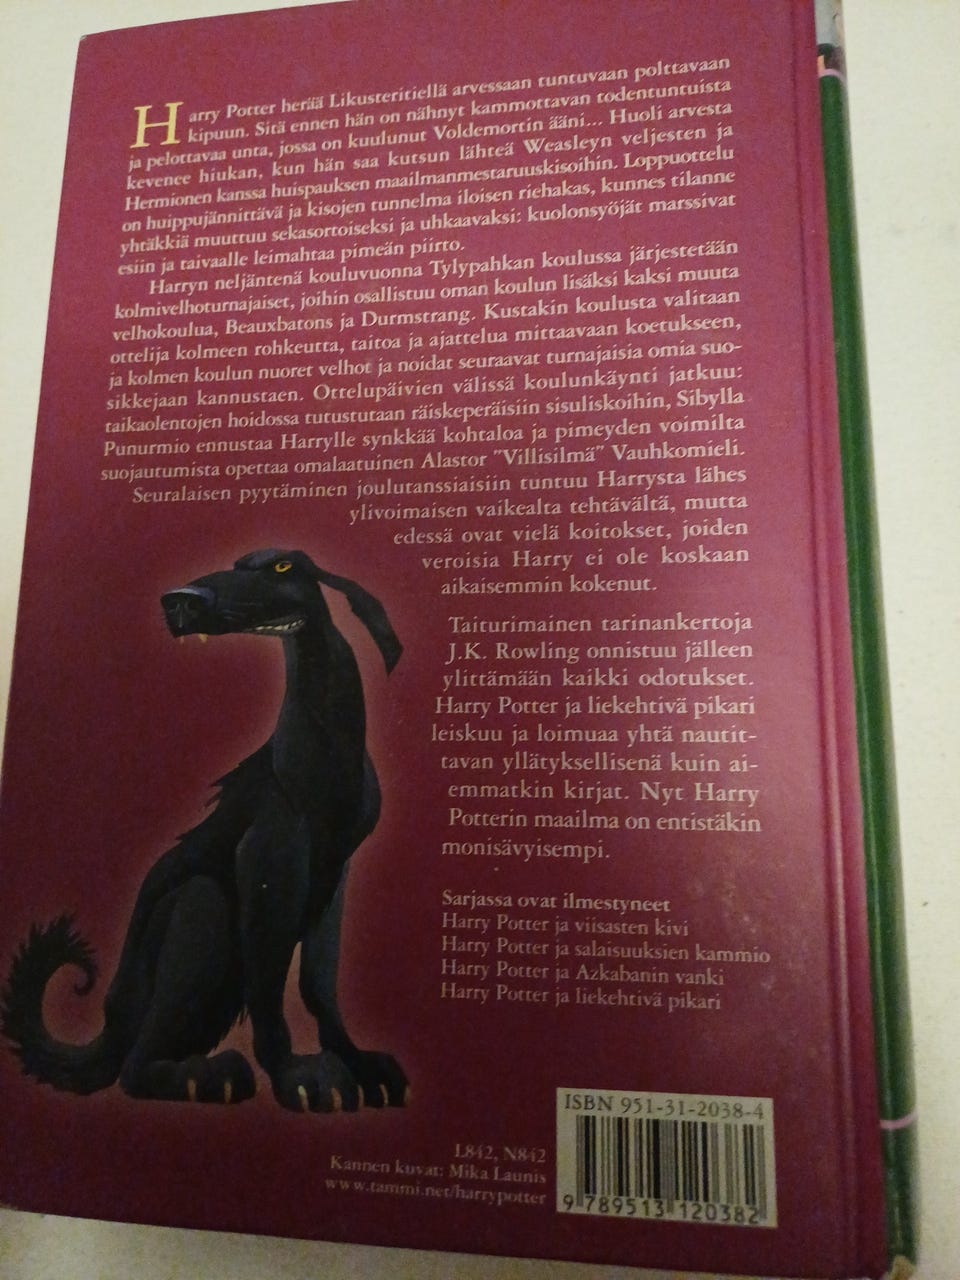 Harry Potter herää Likusteritiellä arvessaan tuntuvaan polttavaan
kipuun. Sitä ennen hän on nähnyt kammottavan todentuntuista
ja pelottavaa unta, jossa on kuulunut Voldemortin ääni... Huoli arvesta
kevenee hiukan, kun hän saa kutsun lähteä Weasleyn veljesten ja
Hermionen kanssa huispauksen maailmanmestaruuskisoihin. Loppuottelu
on huippujännittävä ja kisojen tunnelma iloisen riehakas, kunnes tilanne
yhtäkkiä muuttuu sekasortoiseksi ja uhkaavaksi: kuolonsyöjät marssivat
esiin ja taivaalle leimahtaa pimeän piirto.
Harryn neljäntenä kouluvuonna Tylypahkan koulussa järjestetään
kolmivelhoturnajaiset, joihin osallistuu oman koulun lisäksi kaksi muuta
velhokoulua, Beauxbatons ja Durmstrang. Kustakin koulusta valitaan
ottelija kolmeen rohkeutta, taitoa ja ajattelua mittaavaan koetukseen,
ja kolmen koulun nuoret velhot ja noidat seuraavat turnajaisia omia suo-
sikkejaan kannustaen. Ottelupäivien välissä koulunkäynti jatkuu:
taikaolentojen hoidossa tutustutaan räiskeperäisiin sisuliskoihin, Sibylla
Punurmio ennustaa Harrylle synkkää kohtaloa ja pimeyden voimilta
suojautumista opettaa omalaatuinen Alastor "Villisilmä" Vauhkomieli.
Seuralaisen pyytäminen joulutanssiaisiin tuntuu Harrysta lähes
ylivoimaisen vaikealta tehtävältä, mutta
edessä ovat vielä koitokset, joiden
veroisia Harry ei ole koskaan
aikaisemmin kokenut.
Taiturimainen tarinankertoja
J.K. Rowling onnistuu jälleen
ylittämään kaikki odotukset.
Harry Potter ja liekehtivä pikari
leiskuu ja loimuaa yhtä nautit-
tavan yllätyksellisenä kuin ai-
emmatkin kirjat. Nyt Harry
Potterin maailma on entistäkin
monisävyisempi.
Sarjassa ovat ilmestyneet
Harry Potter ja viisasten kivi
Harry Potter ja salaisuuksien kammio
Harry Potter ja Azkabanin vanki
Harry Potter ja liekehtivä pikari
L842, N842
Kannen kuvat: Mika Launis
www.tammi.net/harrypotter
ISBN 951-31-2038-4
9 789513 120382